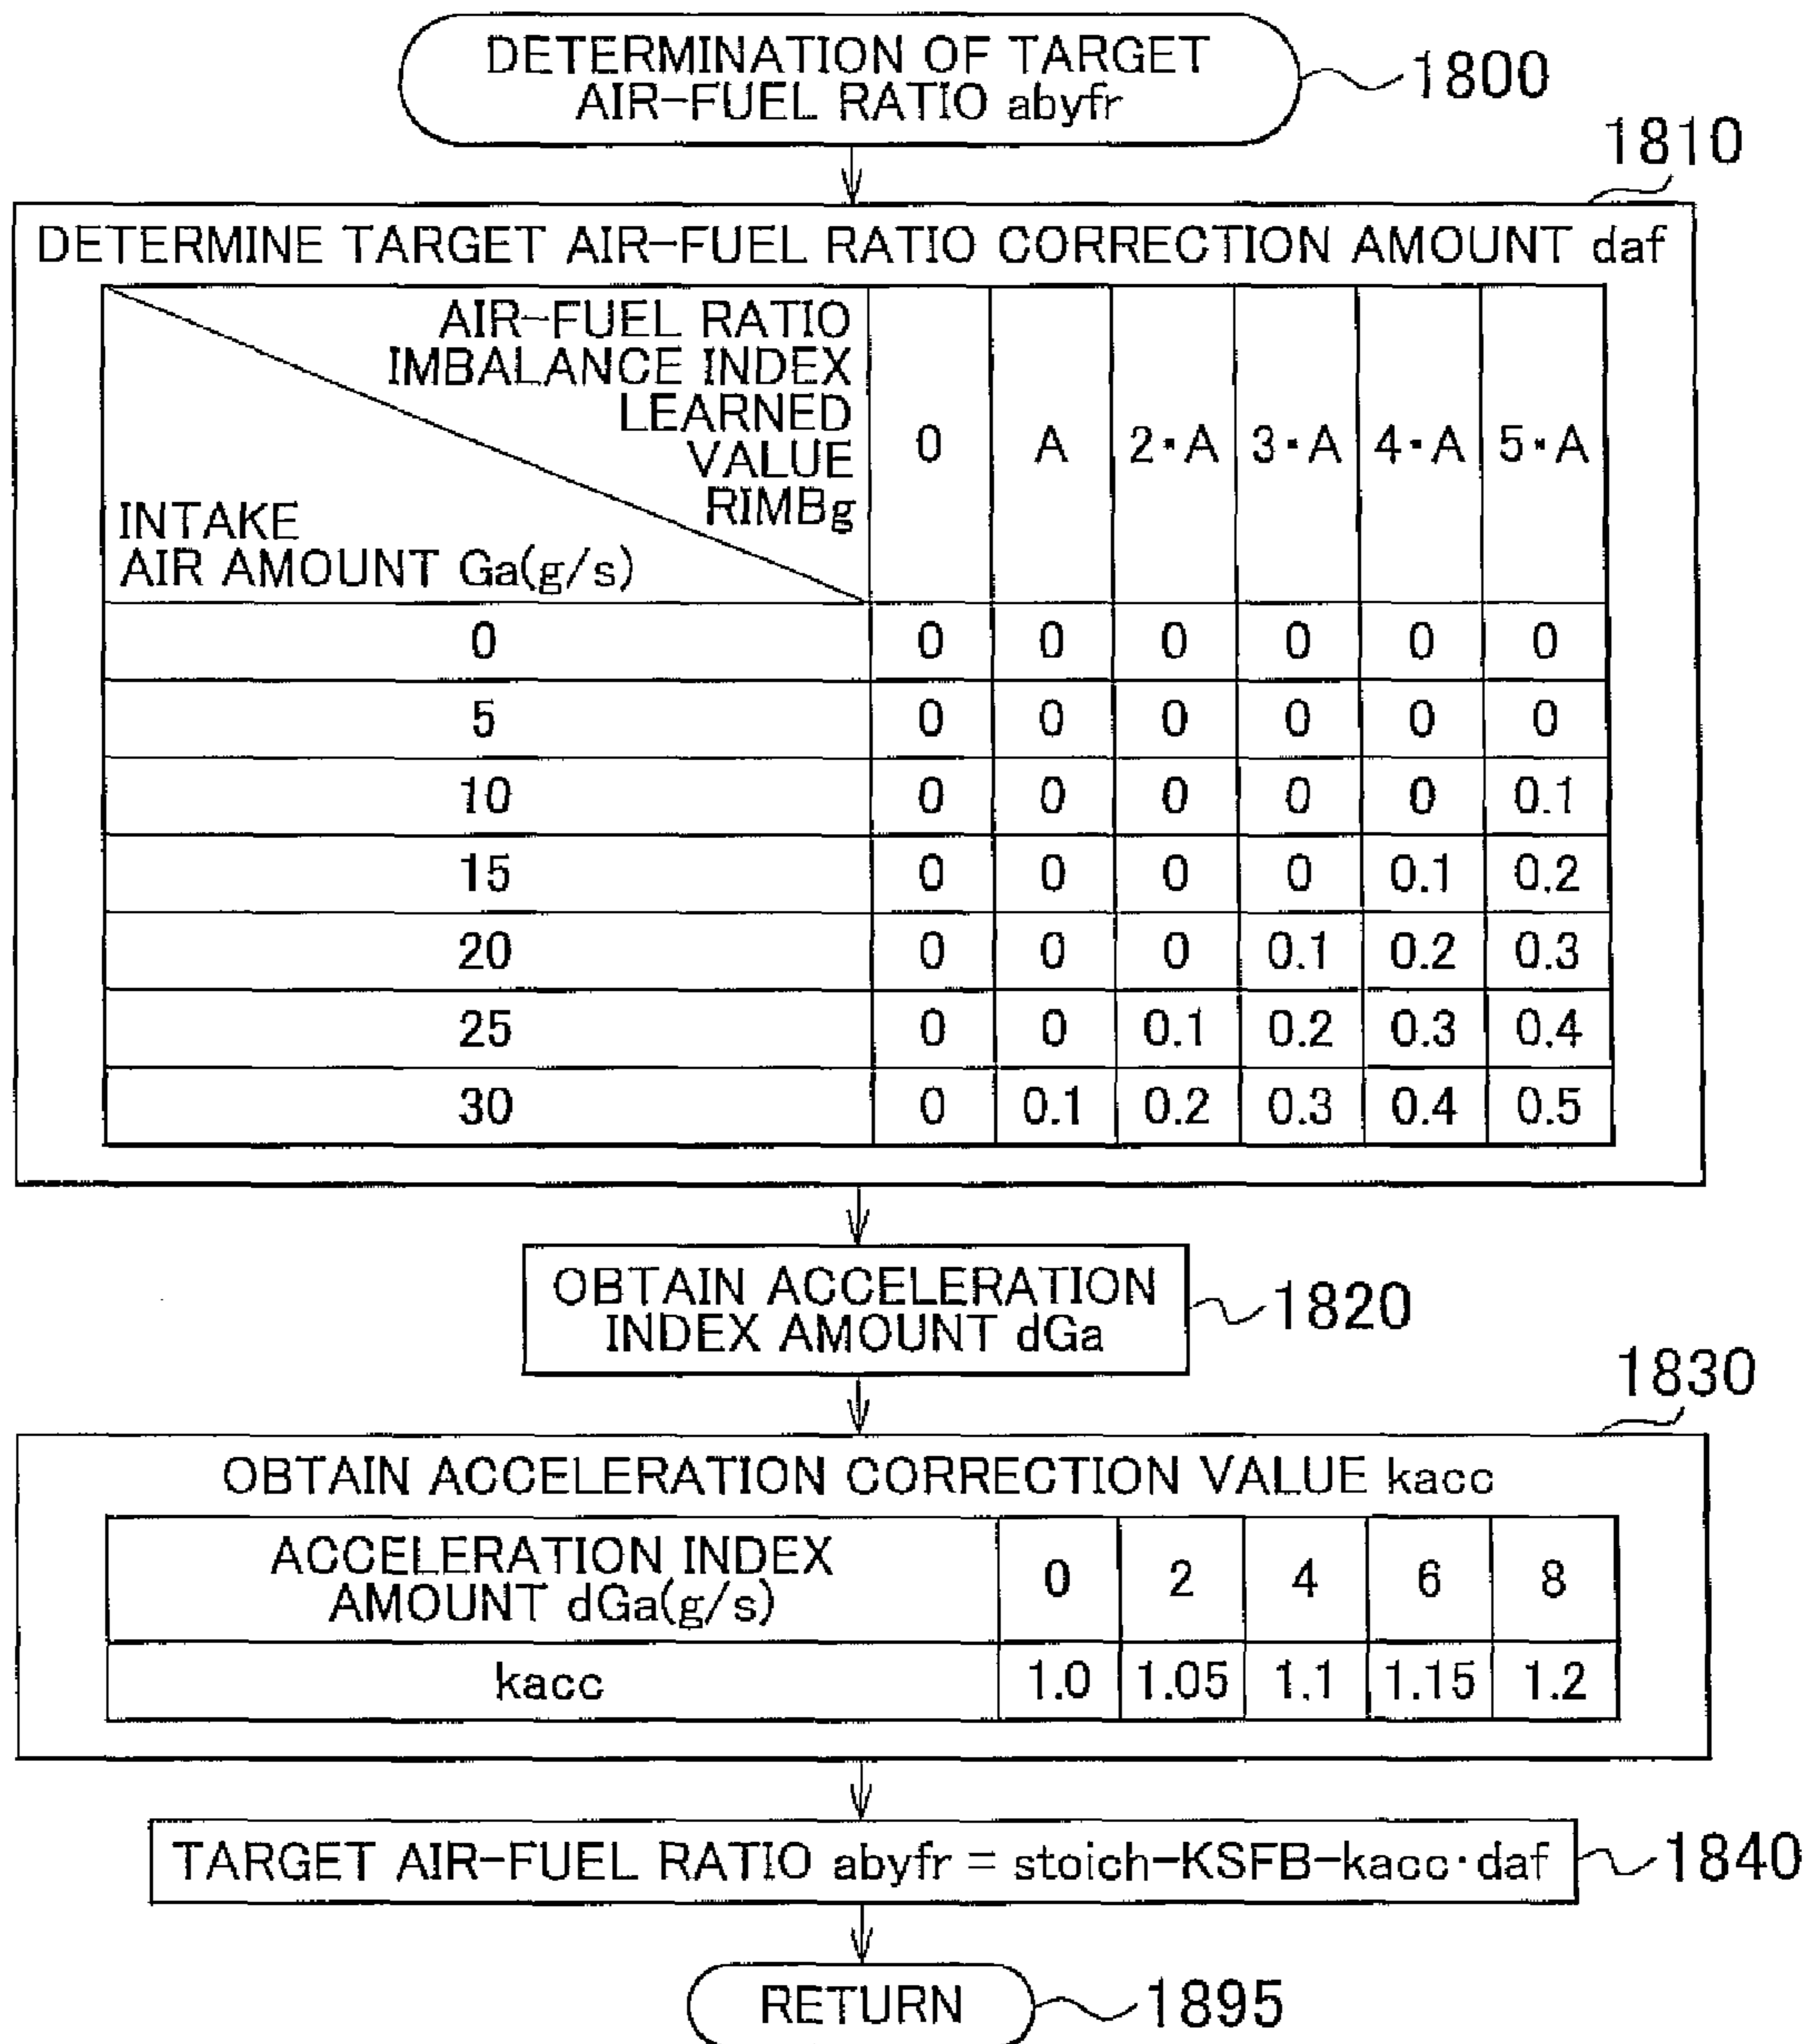 DETERMINATION OF TARGET
AIR-FUEL RATIO abyfr
1800
1810
DETERMINE TARGET AIR-FUEL RATIO CORRECTION AMOUNT daf
AIR-FUEL RATIO
IMBALANCE INDEX
LEARNED
VALUE
RIMBg
INTAKE
AIR AMOUNT Ga(g/s)
0 A 2▪A 3▪A 4▪A 5▪A
0 0 0 0 0 0 0
5 0 0 0 0 0 0
10 0 0 0 0 0 0.1
15 0 0 0 0 0.1 0.2
20 0 0 0 0.1 0.2 0.3
25 0 0 0.1 0.2 0.3 0.4
30 0 0.1 0.2 0.3 0.4 0.5
OBTAIN ACCELERATION
INDEX AMOUNT dGa
1820
1830
OBTAIN ACCELERATION CORRECTION VALUE kacc
ACCELERATION INDEX
AMOUNT dGa(g/s)
0 2 4 6 8
kacc 1.0 1.05 1.1 1.15 1.2
TARGET AIR-FUEL RATIO abyfr = stoich-KSFB-kacc·daf
1840
RETURN
1895